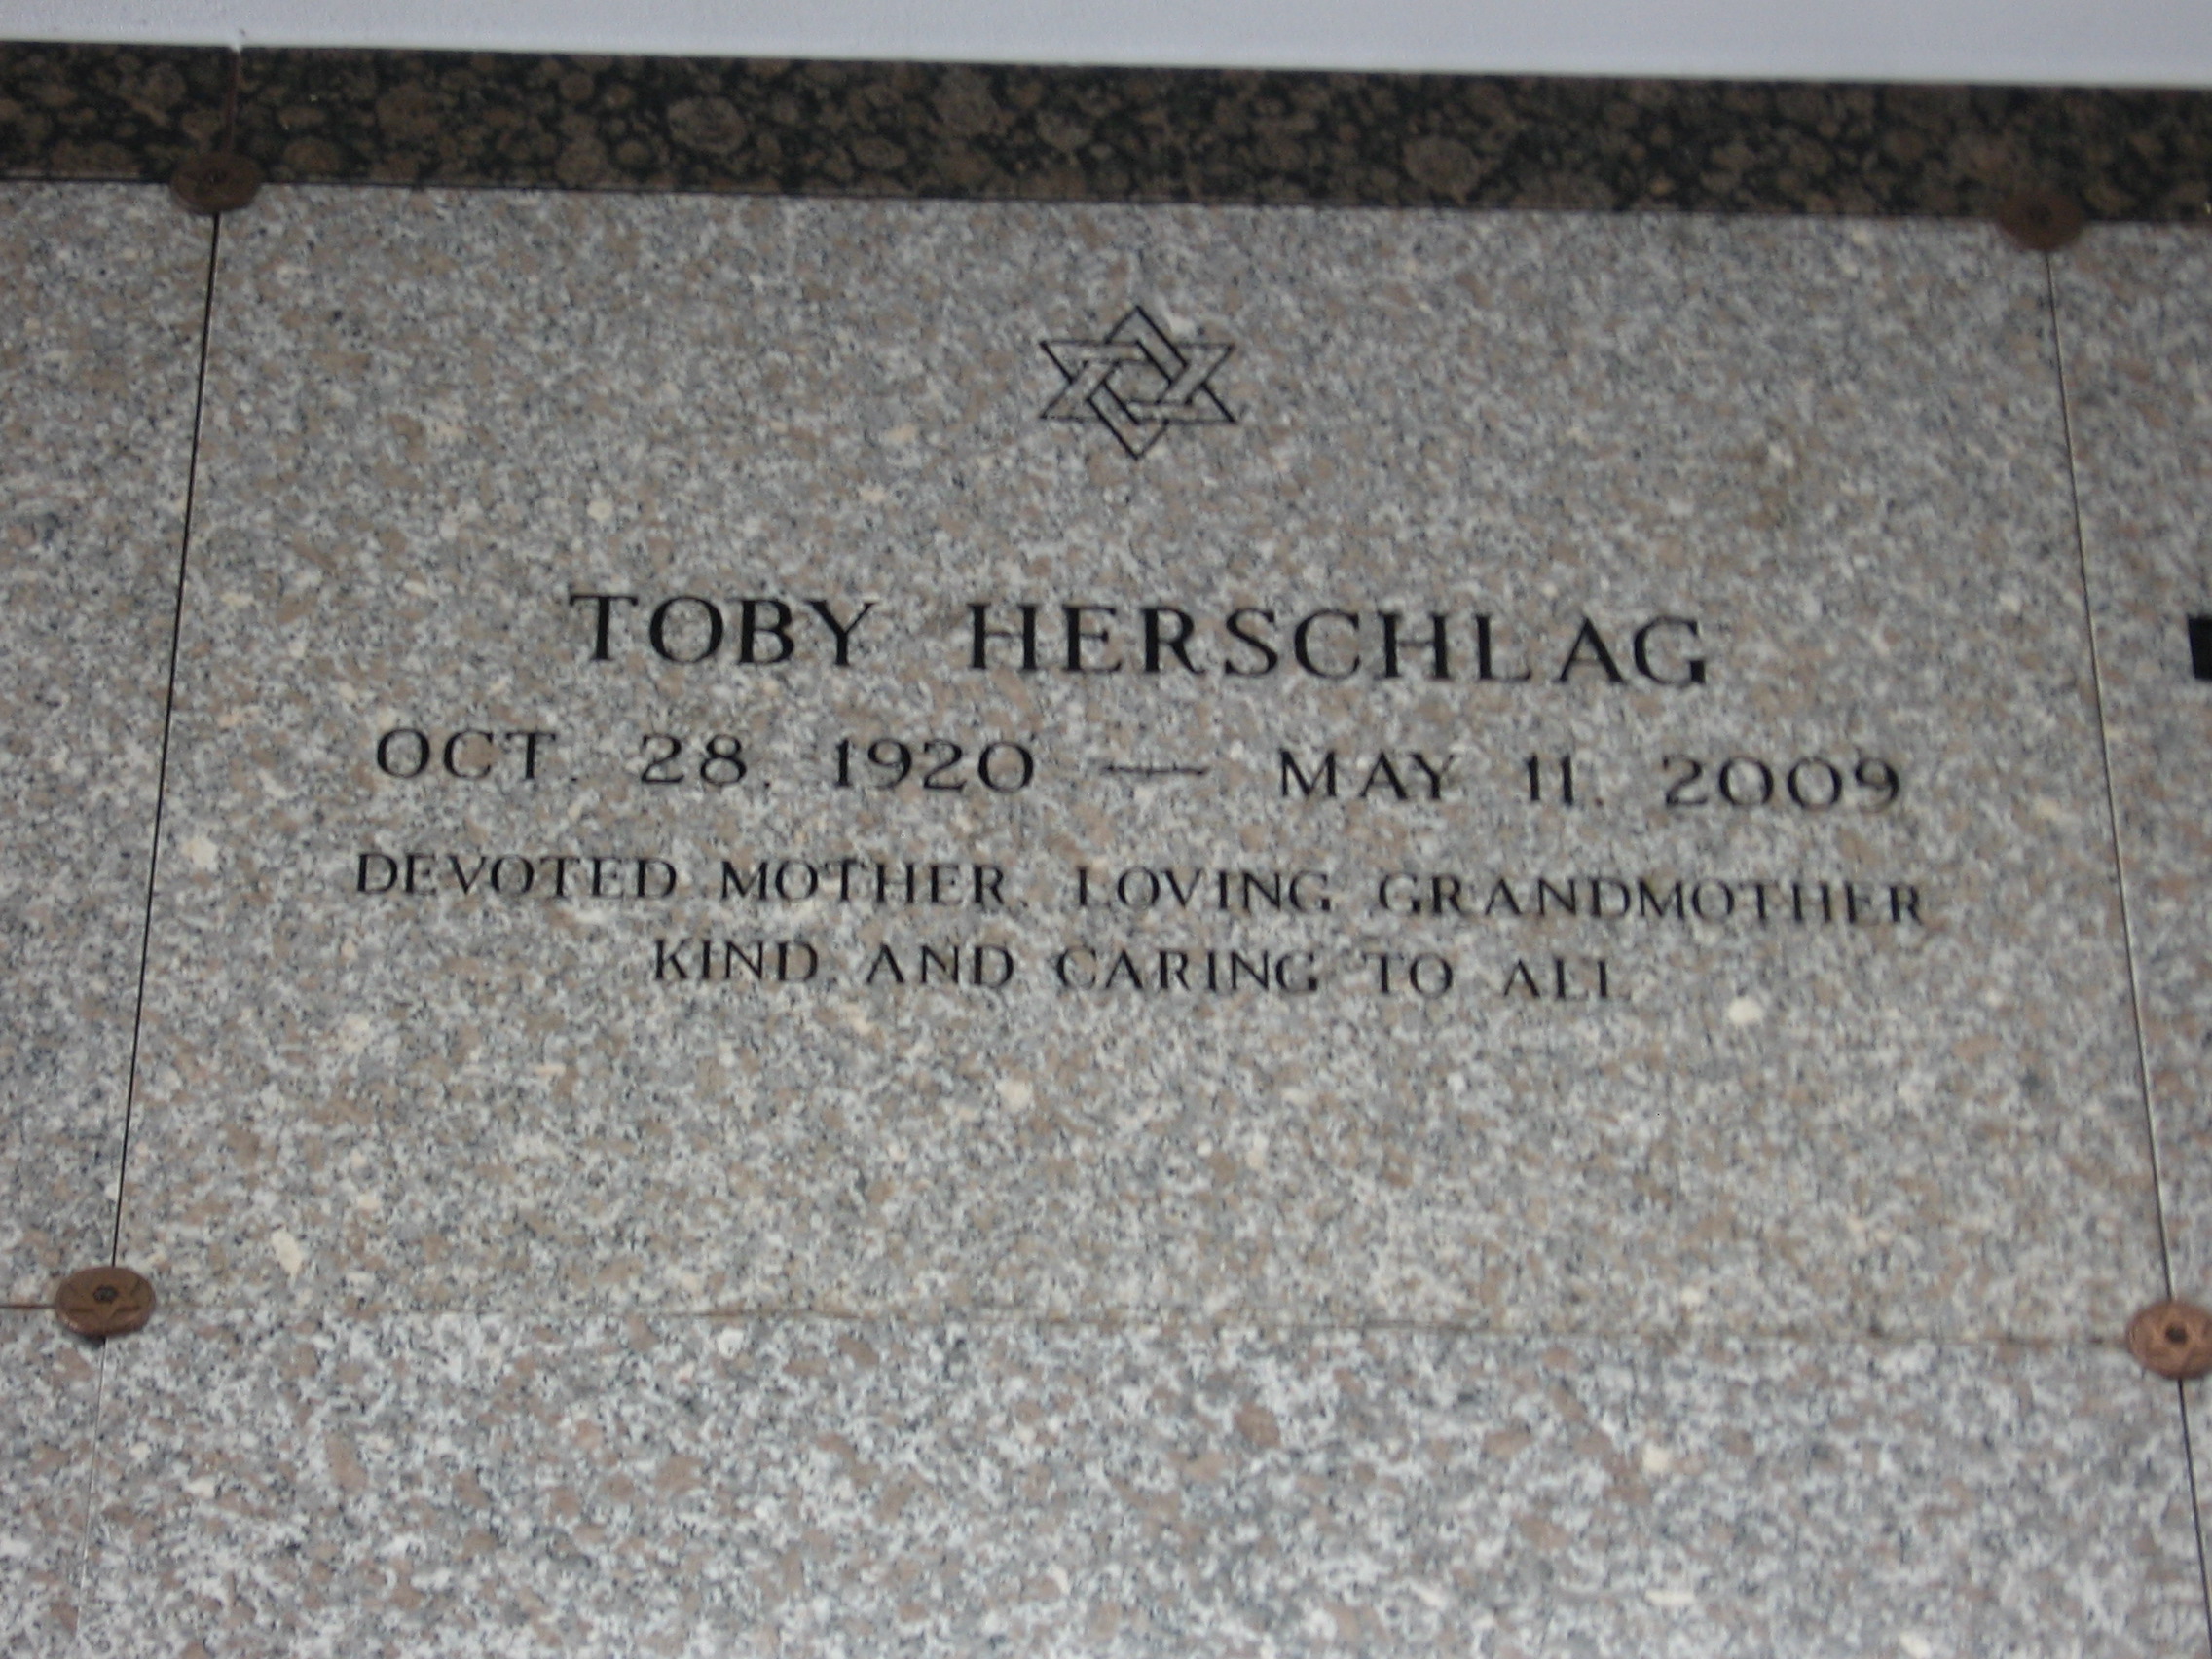 TOBY HERSCHLAG
OCT. 28, 1920 — MAY 11, 2009
DEVOTED MOTHER, LOVING GRANDMOTHER
KIND AND CARING TO ALL